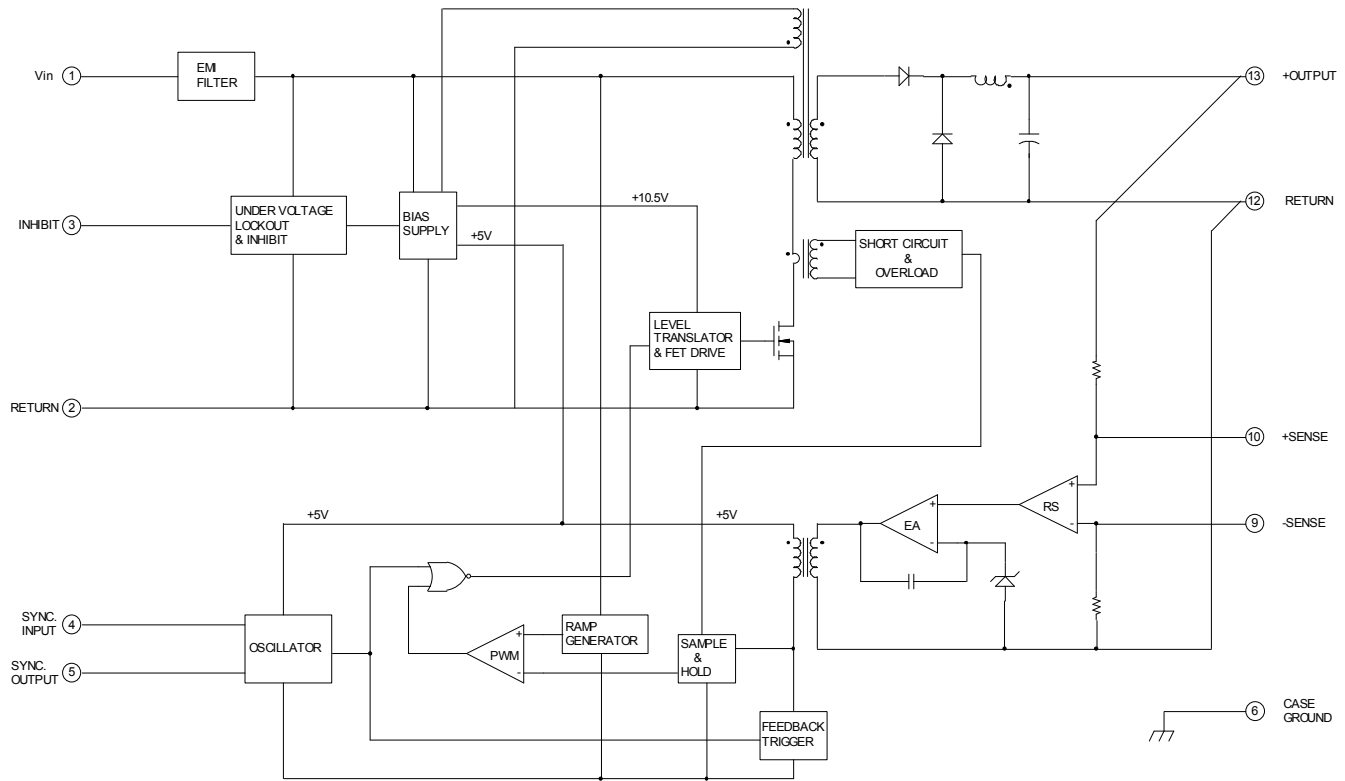 Vin 1
EMI
FILTER
13 +OUTPUT
12 RETURN
INHIBIT 3
UNDER VOLTAGE
LOCKOUT
& INHIBIT
BIAS
SUPPLY
+10.5V
+5V
SHORT CIRCUIT
&
OVERLOAD
LEVEL
TRANSLATOR
& FET DRIVE
RETURN 2
10 +SENSE
+ RS -
9 -SENSE
+ EA -
+5V
+5V
SYNC.
INPUT 4
SYNC.
OUTPUT 5
OSCILLATOR
+ PWM -
RAMP
GENERATOR
SAMPLE
&
HOLD
FEEDBACK
TRIGGER
6 CASE
GROUND